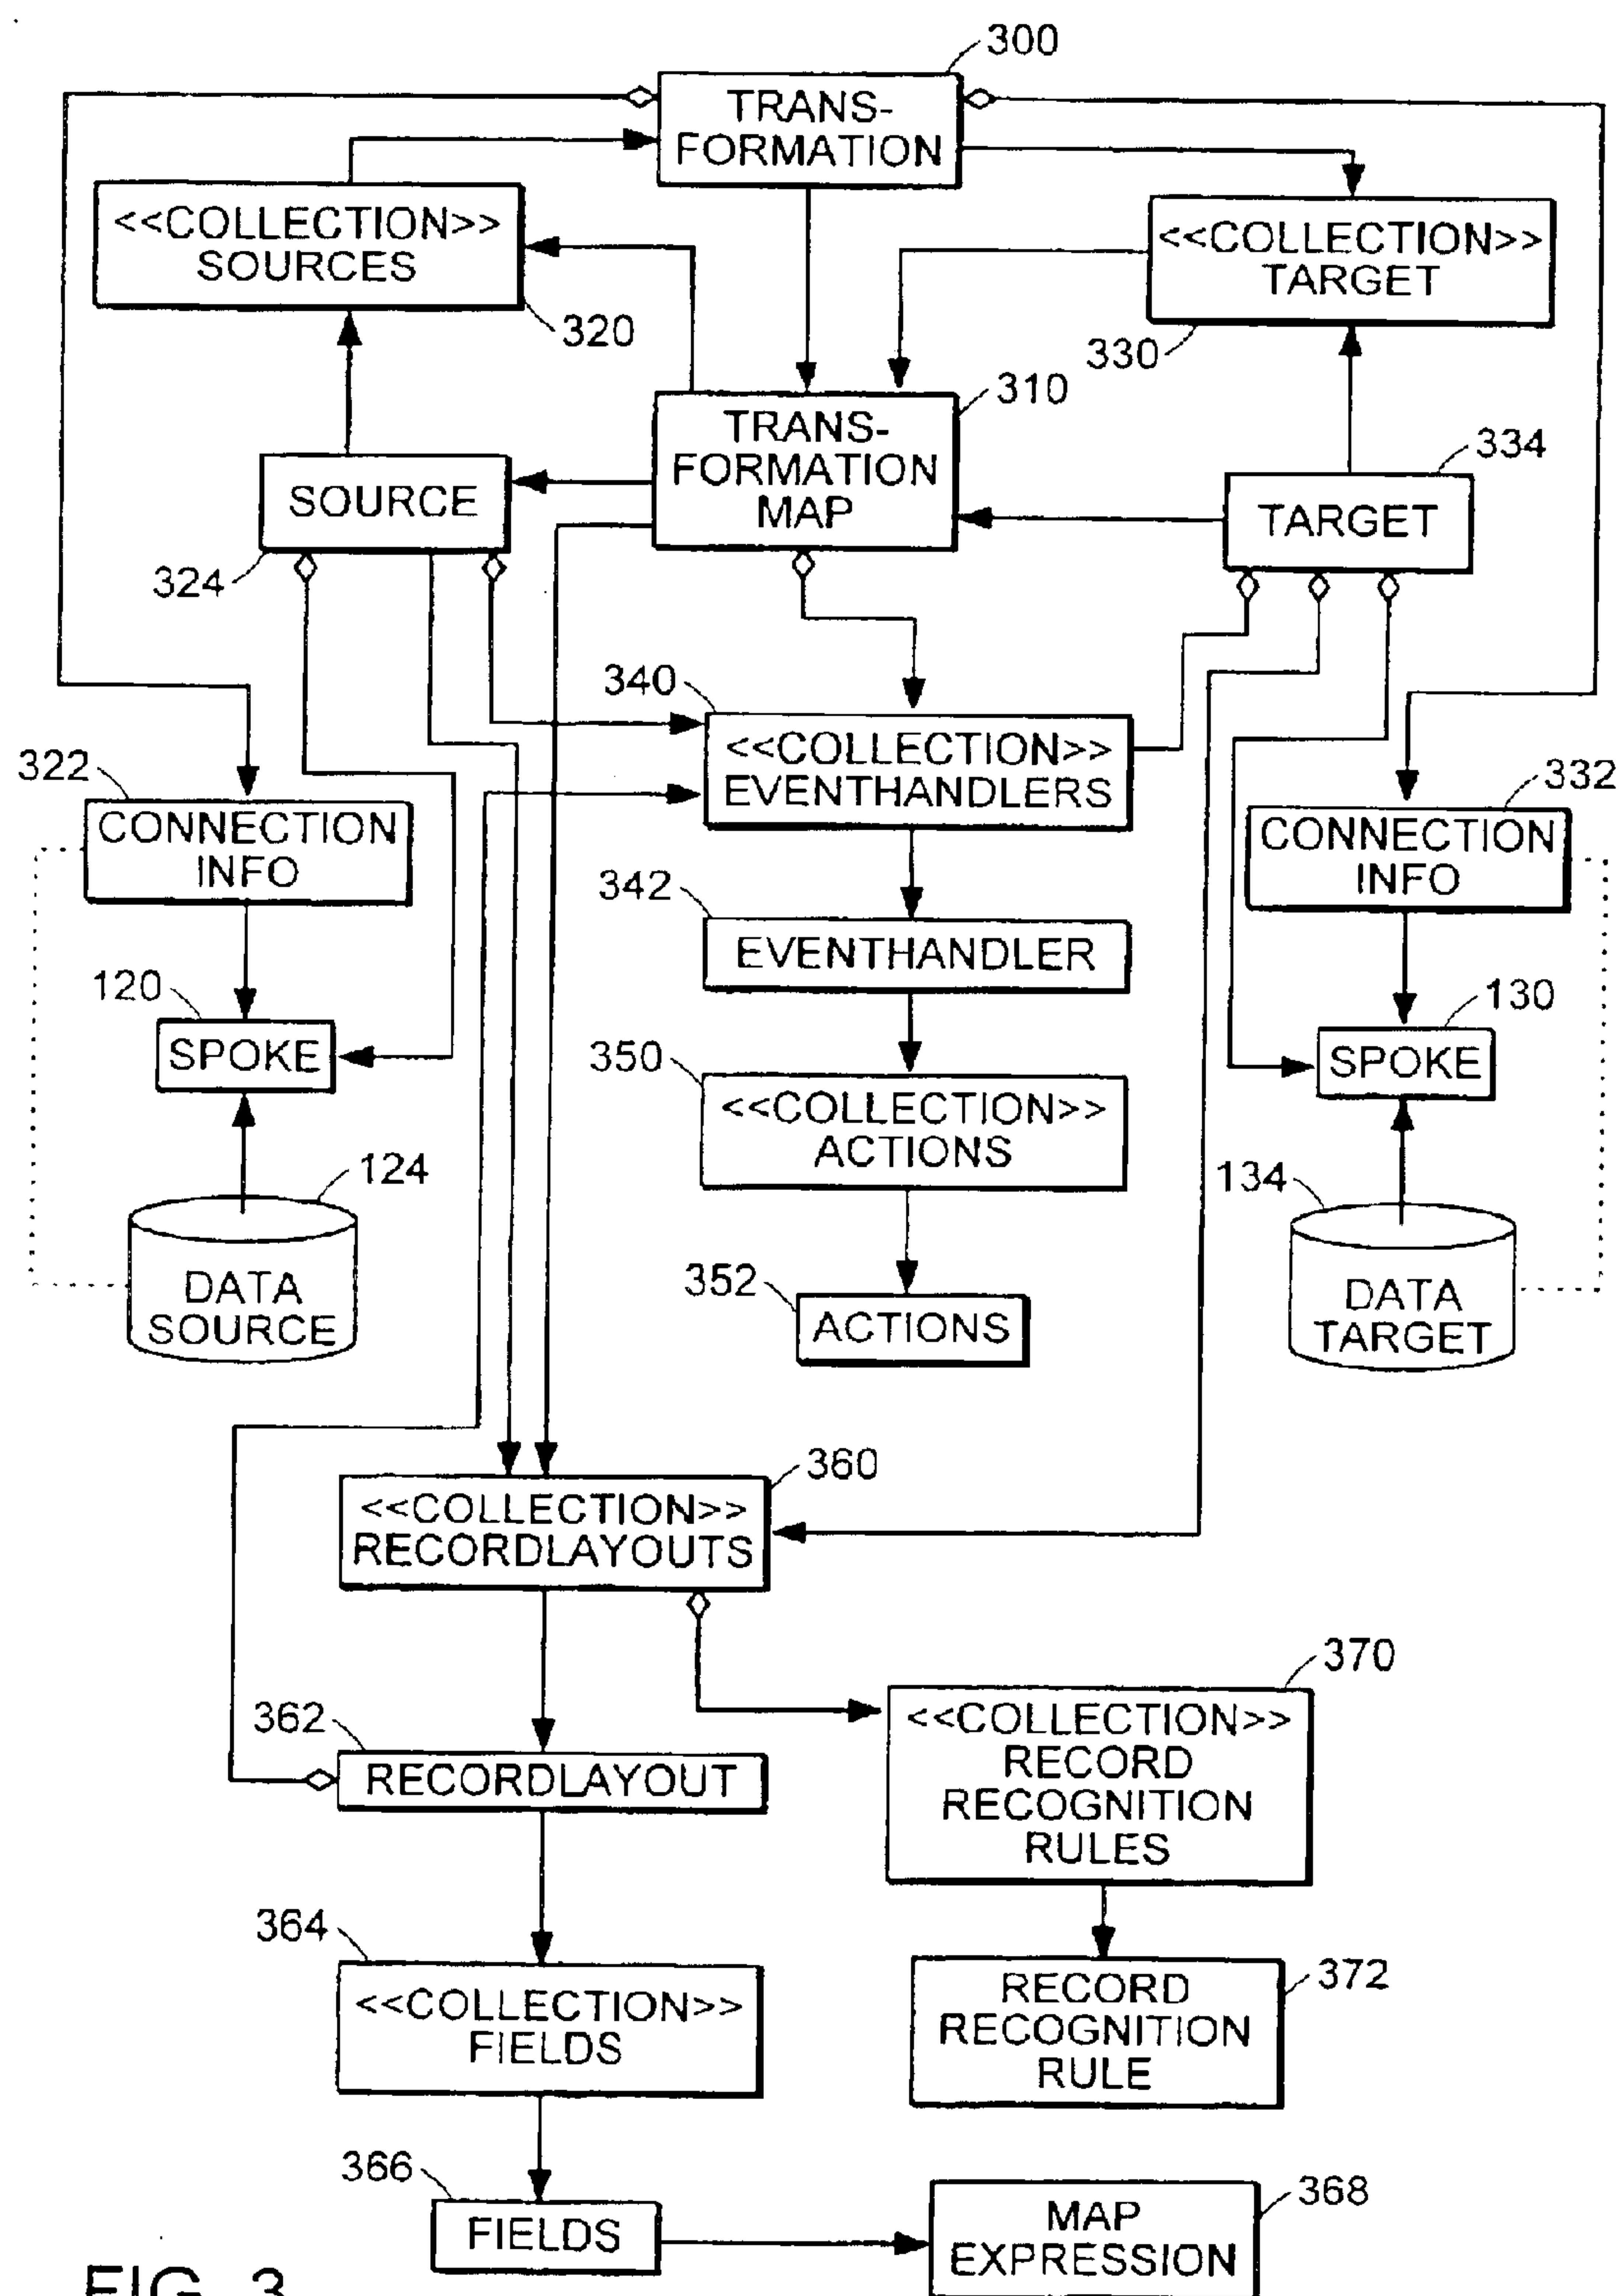 300
TRANS-
FORMATION
<<COLLECTION>>
SOURCES
320
<<COLLECTION>>
TARGET
330
310
TRANS-
FORMATION
MAP
334
SOURCE
324
TARGET
340
<<COLLECTION>>
EVENTHANDLERS
322
CONNECTION
INFO
332
CONNECTION
INFO
342
EVENTHANDLER
120
SPOKE
130
SPOKE
350
<<COLLECTION>>
ACTIONS
124
DATA
SOURCE
134
DATA
TARGET
352
ACTIONS
360
<<COLLECTION>>
RECORDLAYOUTS
370
<<COLLECTION>>
RECORD
RECOGNITION
RULES
362
RECORDLAYOUT
364
<<COLLECTION>>
FIELDS
372
RECORD
RECOGNITION
RULE
366
FIELDS
368
MAP
EXPRESSION
FIG. 3